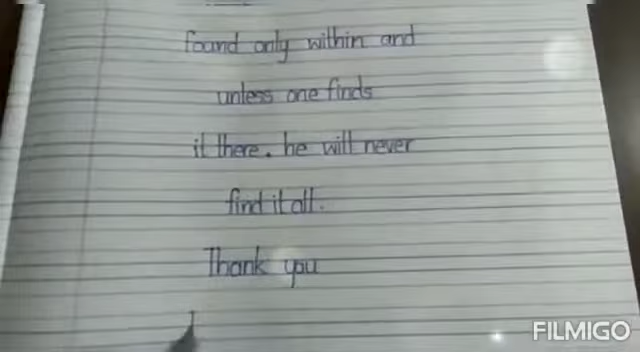 found only within and
unless one finds
it there. he will never
find it all.
Thank you
FILMIGO